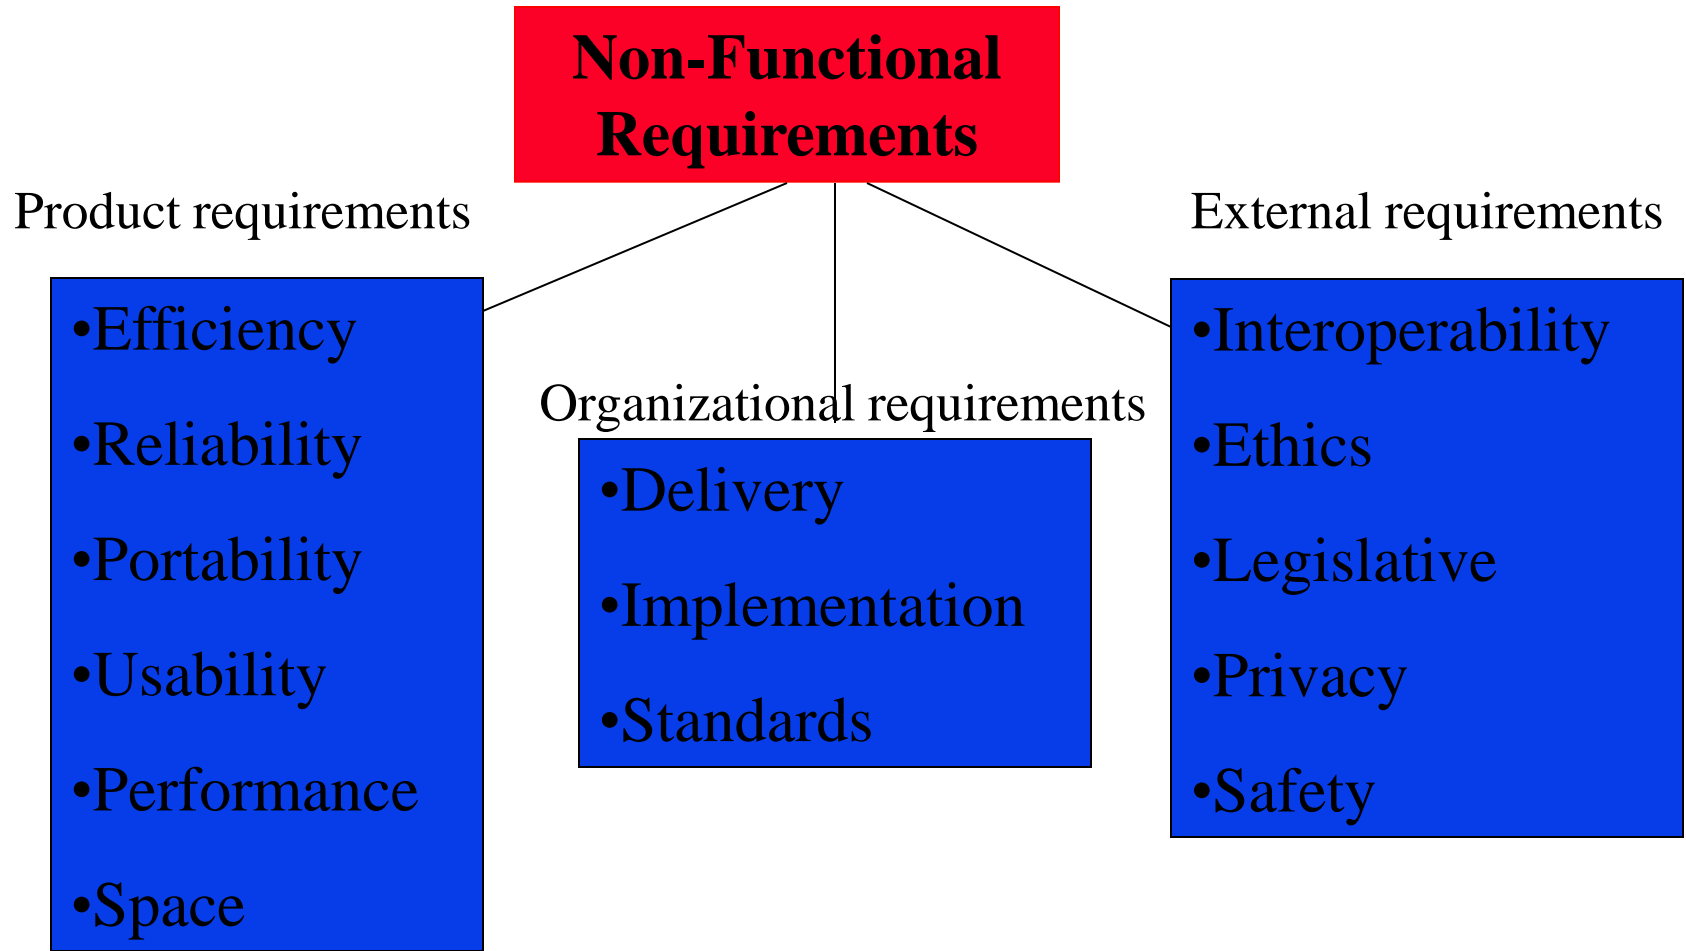 Non-Functional
Requirements
Product requirements
•Efficiency
•Reliability
•Portability
•Usability
•Performance
•Space
Organizational requirements
•Delivery
•Implementation
•Standards
External requirements
•Interoperability
•Ethics
•Legislative
•Privacy
•Safety